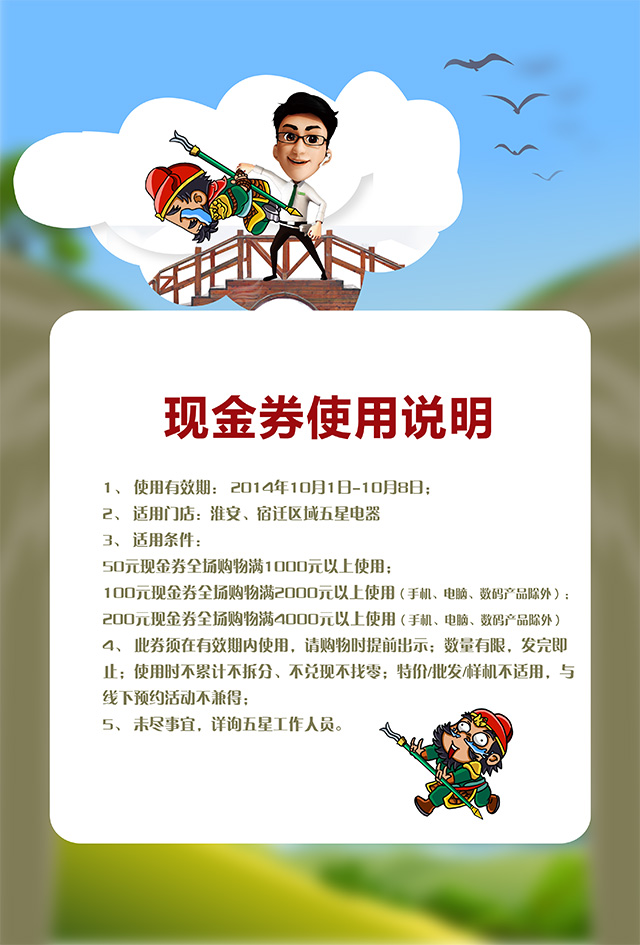 现金券使用说明
1、 使用有效期： 2014年10月1日-10月8日；
2、 适用门店：淮安、宿迁区域五星电器
3、 适用条件：
50元现金券全场购物满1000元以上使用；
100元现金券全场购物满2000元以上使用（手机、电脑、数码产品除外）；
200元现金券全场购物满4000元以上使用（手机、电脑、数码产品除外）
4、 此券须在有效期内使用，请购物时提前出示；数量有限，发完即
止；使用时不累计不拆分、不兑现不找零；特价/批发/样机不适用，与
线下预约活动不兼得；
5、 未尽事宜，详询五星工作人员。